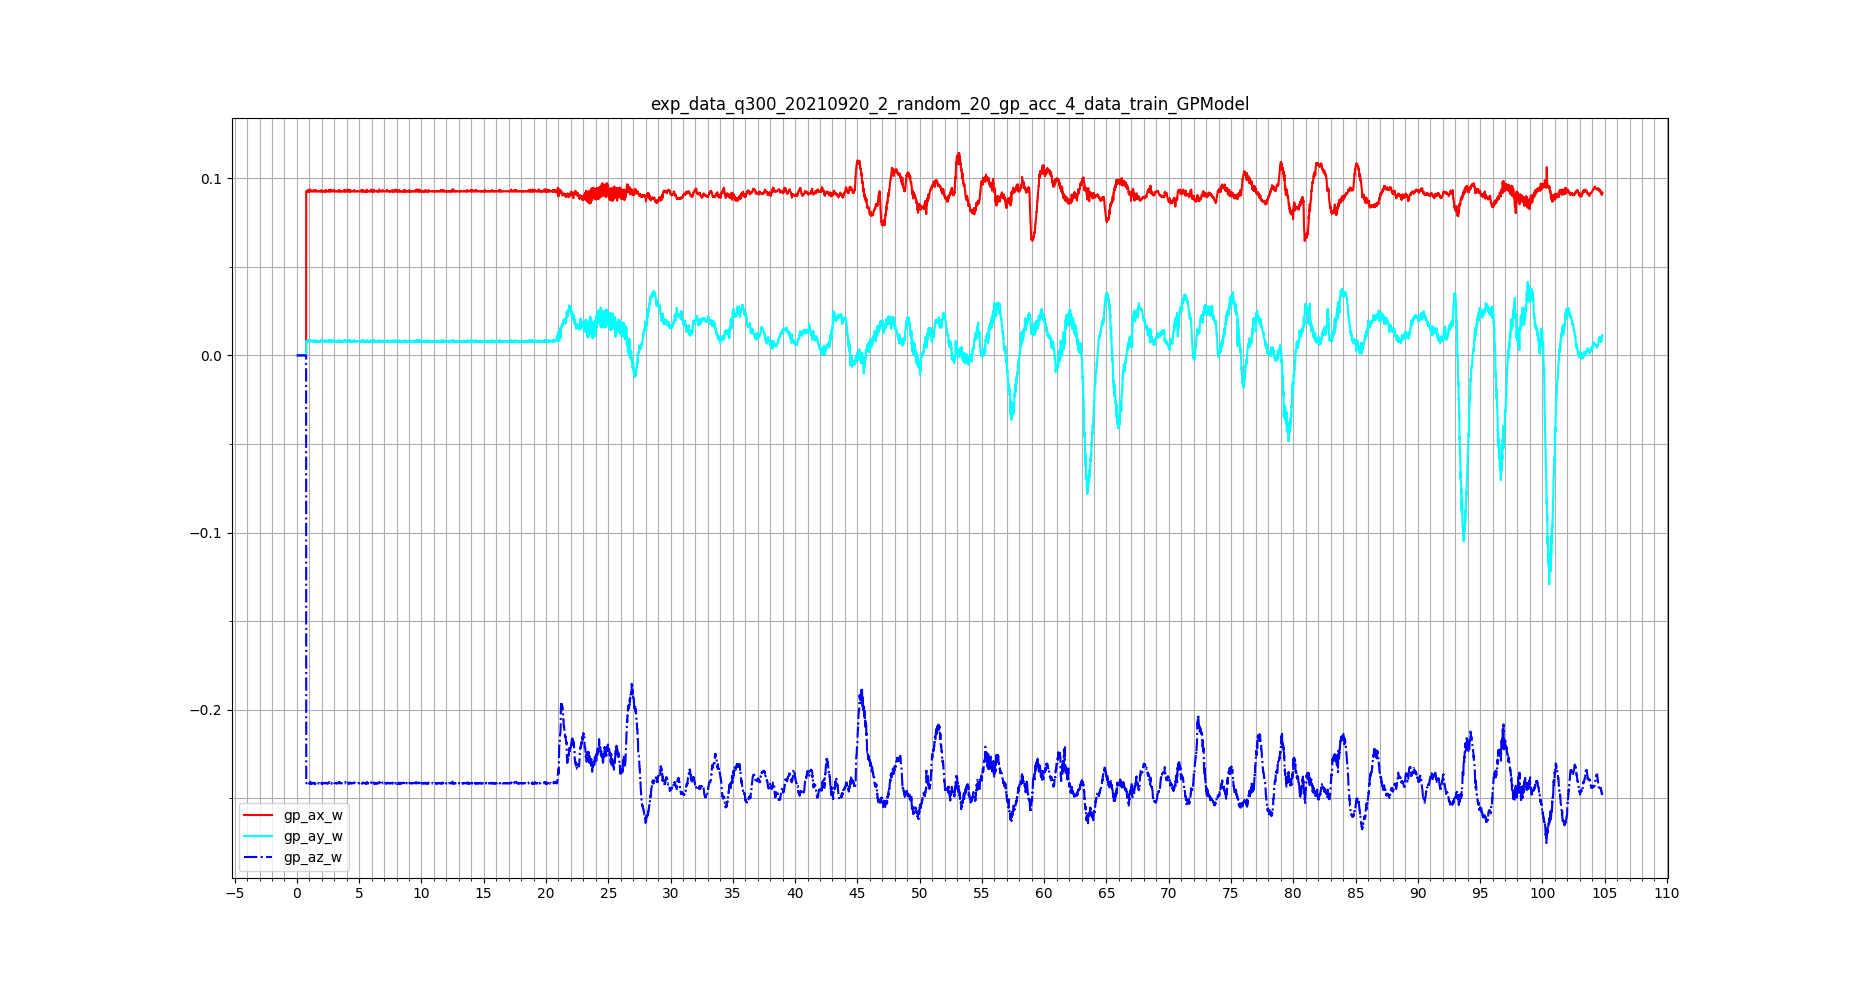 exp_data_q300_20210920_2_random_20_gp_acc_4_data_train_GPModel
0.1
0.0
−0.1
−0.2
gp_ax_w
gp_ay_w
gp_az_w
−5 0 5 10 15 20 25 30 35 40 45 50 55 60 65 70 75 80 85 90 95 100 105 110